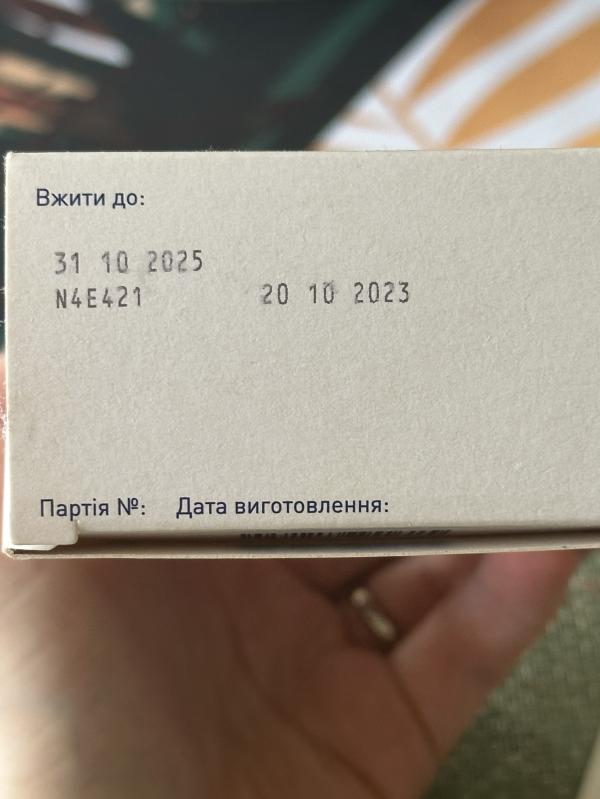 Вжити до:
31 10 2025
N4E421 20 10 2023
Партія №: Дата виготовлення: